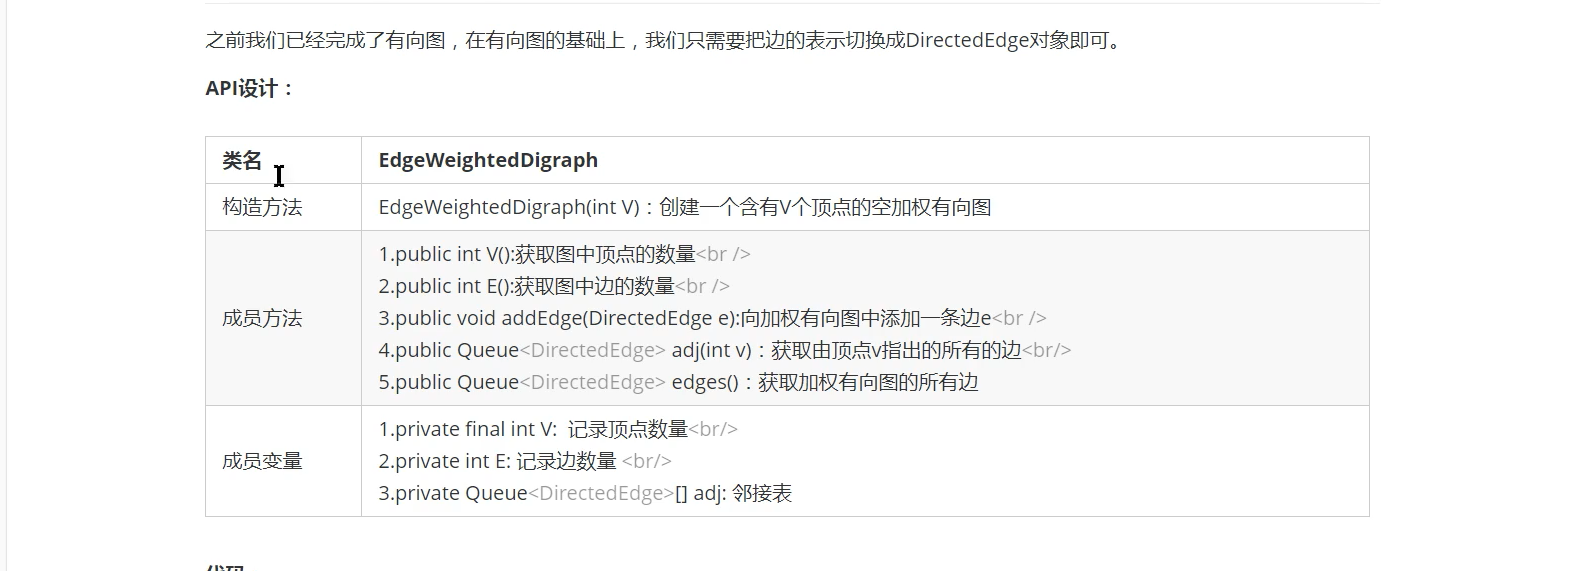 之前我们已经完成了有向图，在有向图的基础上，我们只需要把边的表示切换成DirectedEdge对象即可。
API设计：
类名 EdgeWeightedDigraph
构造方法 EdgeWeightedDigraph(int V)：创建一个含有V个顶点的空加权有向图
成员方法
1.public int V():获取图中顶点的数量<br />
2.public int E():获取图中边的数量<br />
3.public void addEdge(DirectedEdge e):向加权有向图中添加一条边e<br />
4.public Queue<DirectedEdge> adj(int v)：获取由顶点v指出的所有的边<br/>
5.public Queue<DirectedEdge> edges()：获取加权有向图的所有边
成员变量
1.private final int V: 记录顶点数量<br/>
2.private int E: 记录边数量 <br/>
3.private Queue<DirectedEdge>[] adj: 邻接表